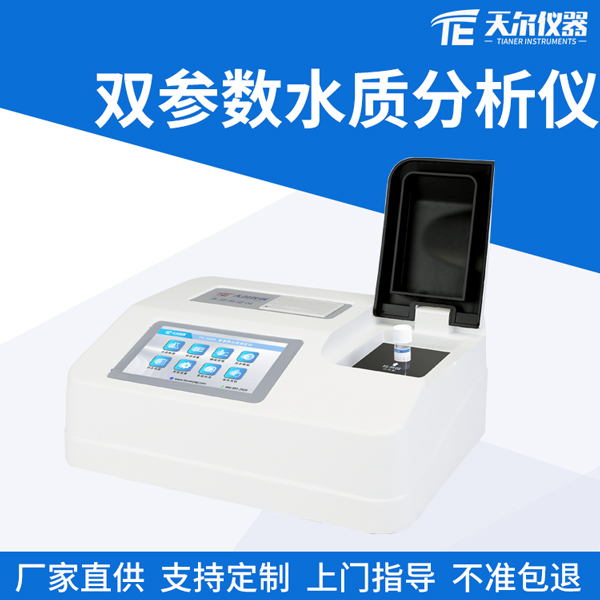 TE 天尔仪器
TIANER INSTRUMENTS
双参数水质分析仪
厂家直供 支持定制 上门指导 不准包退